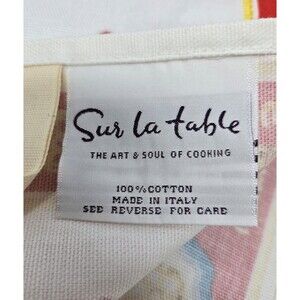 Sur la table
THE ART & SOUL OF COOKING
100% COTTON
MADE IN ITALY
SEE REVERSE FOR CARE